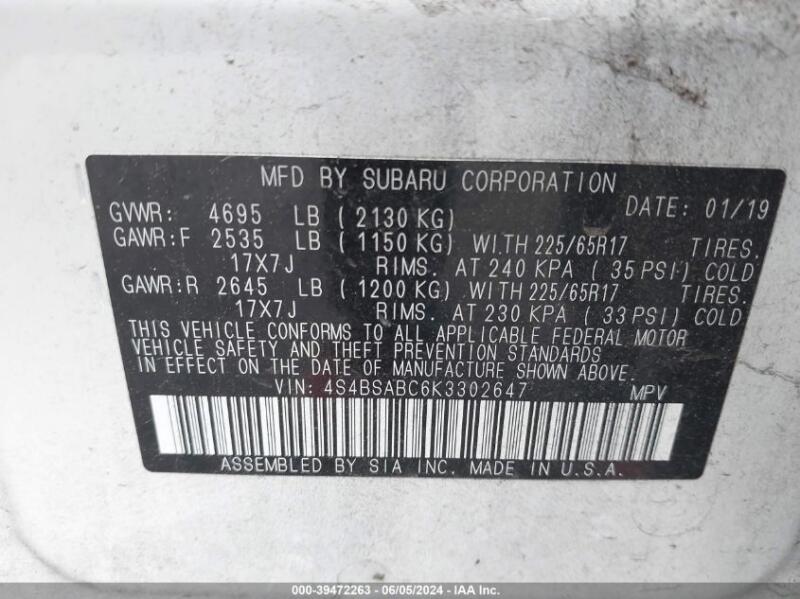 MFD BY SUBARU CORPORATION
GVWR: 4695 LB (2130 KG) DATE: 01/19
GAWR:F 2535 LB (1150 KG) WITH 225/65R17 TIRES.
17X7J RIMS. AT 240 KPA (35 PSI) COLD
GAWR:R 2645 LB (1200 KG) WITH 225/65R17 TIRES.
17X7J RIMS. AT 230 KPA (33 PSI) COLD
THIS VEHICLE CONFORMS TO ALL APPLICABLE FEDERAL MOTOR
VEHICLE SAFETY AND THEFT PREVENTION STANDARDS
IN EFFECT ON THE DATE OF MANUFACTURE SHOWN ABOVE.
VIN: 4S4BSABC6K3302647 MPV
ASSEMBLED BY SIA INC. MADE IN U.S.A.
000-39472263 - 06/05/2024 - IAA Inc.